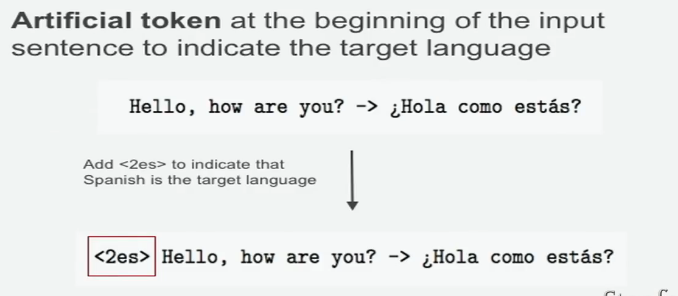 Artificial token at the beginning of the input
sentence to indicate the target language
Hello, how are you? -> ¿Hola como estás?
Add <2es> to indicate that
Spanish is the target language
<2es> Hello, how are you? -> ¿Hola como estás?